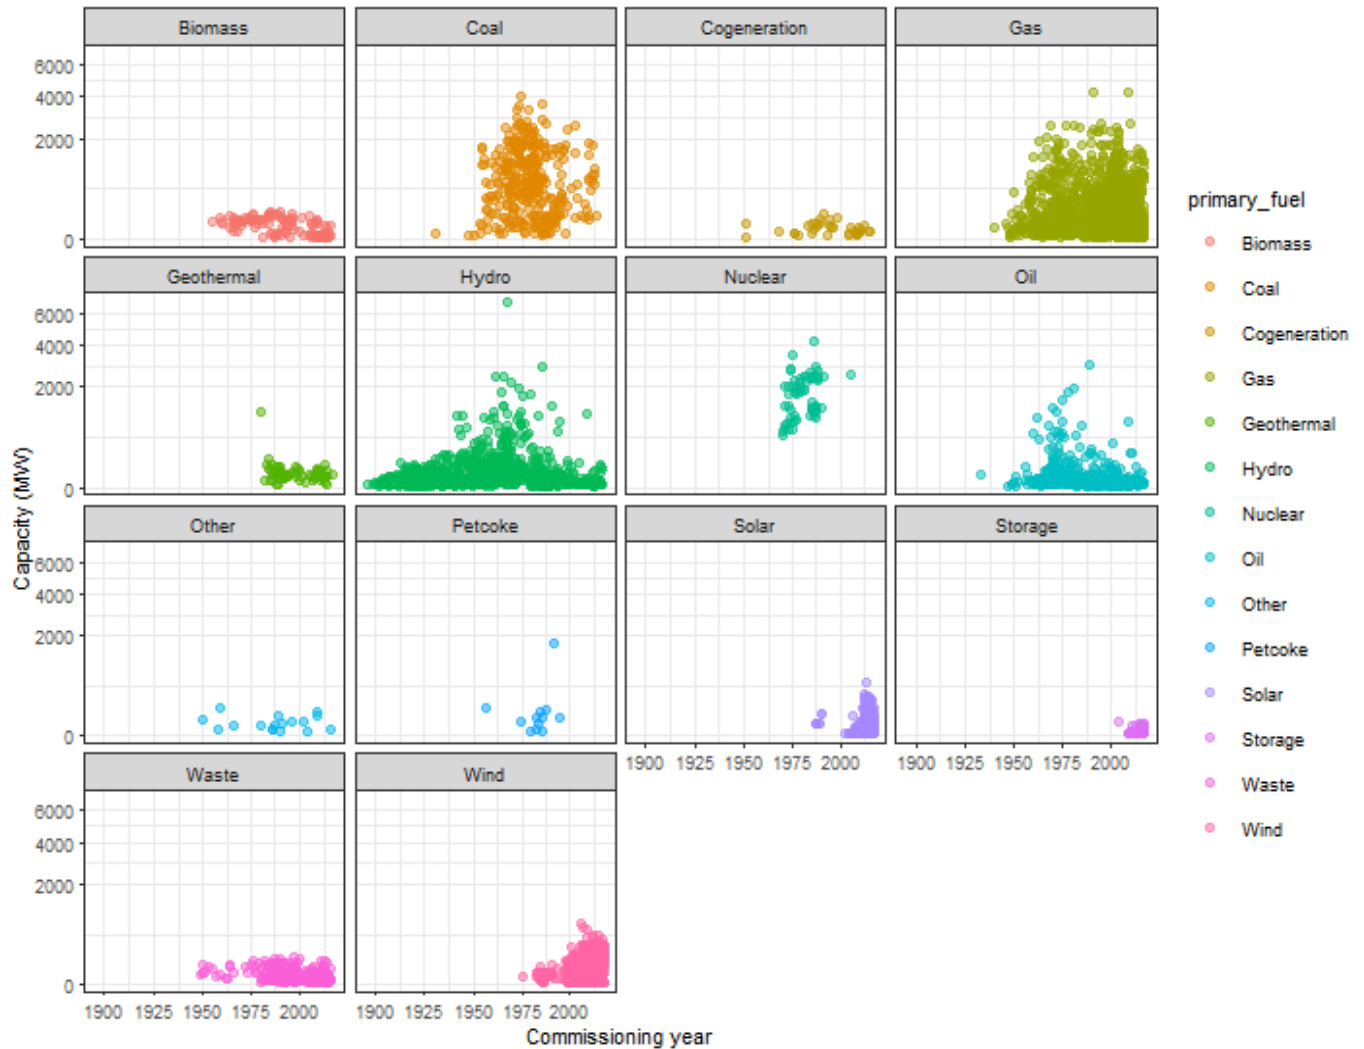 Biomass Coal Cogeneration Gas
6000
4000
2000
0
Geothermal Hydro Nuclear Oil
6000
4000
2000
0
Other Petcoke Solar Storage
6000
4000
2000
0
1900 1925 1950 1975 2000 1900 1925 1950 1975 2000
Waste Wind
6000
4000
2000
0
1900 1925 1950 1975 2000 1900 1925 1950 1975 2000
Commissioning year
Capacity (MW)
primary_fuel
Biomass
Coal
Cogeneration
Gas
Geothermal
Hydro
Nuclear
Oil
Other
Petcoke
Solar
Storage
Waste
Wind